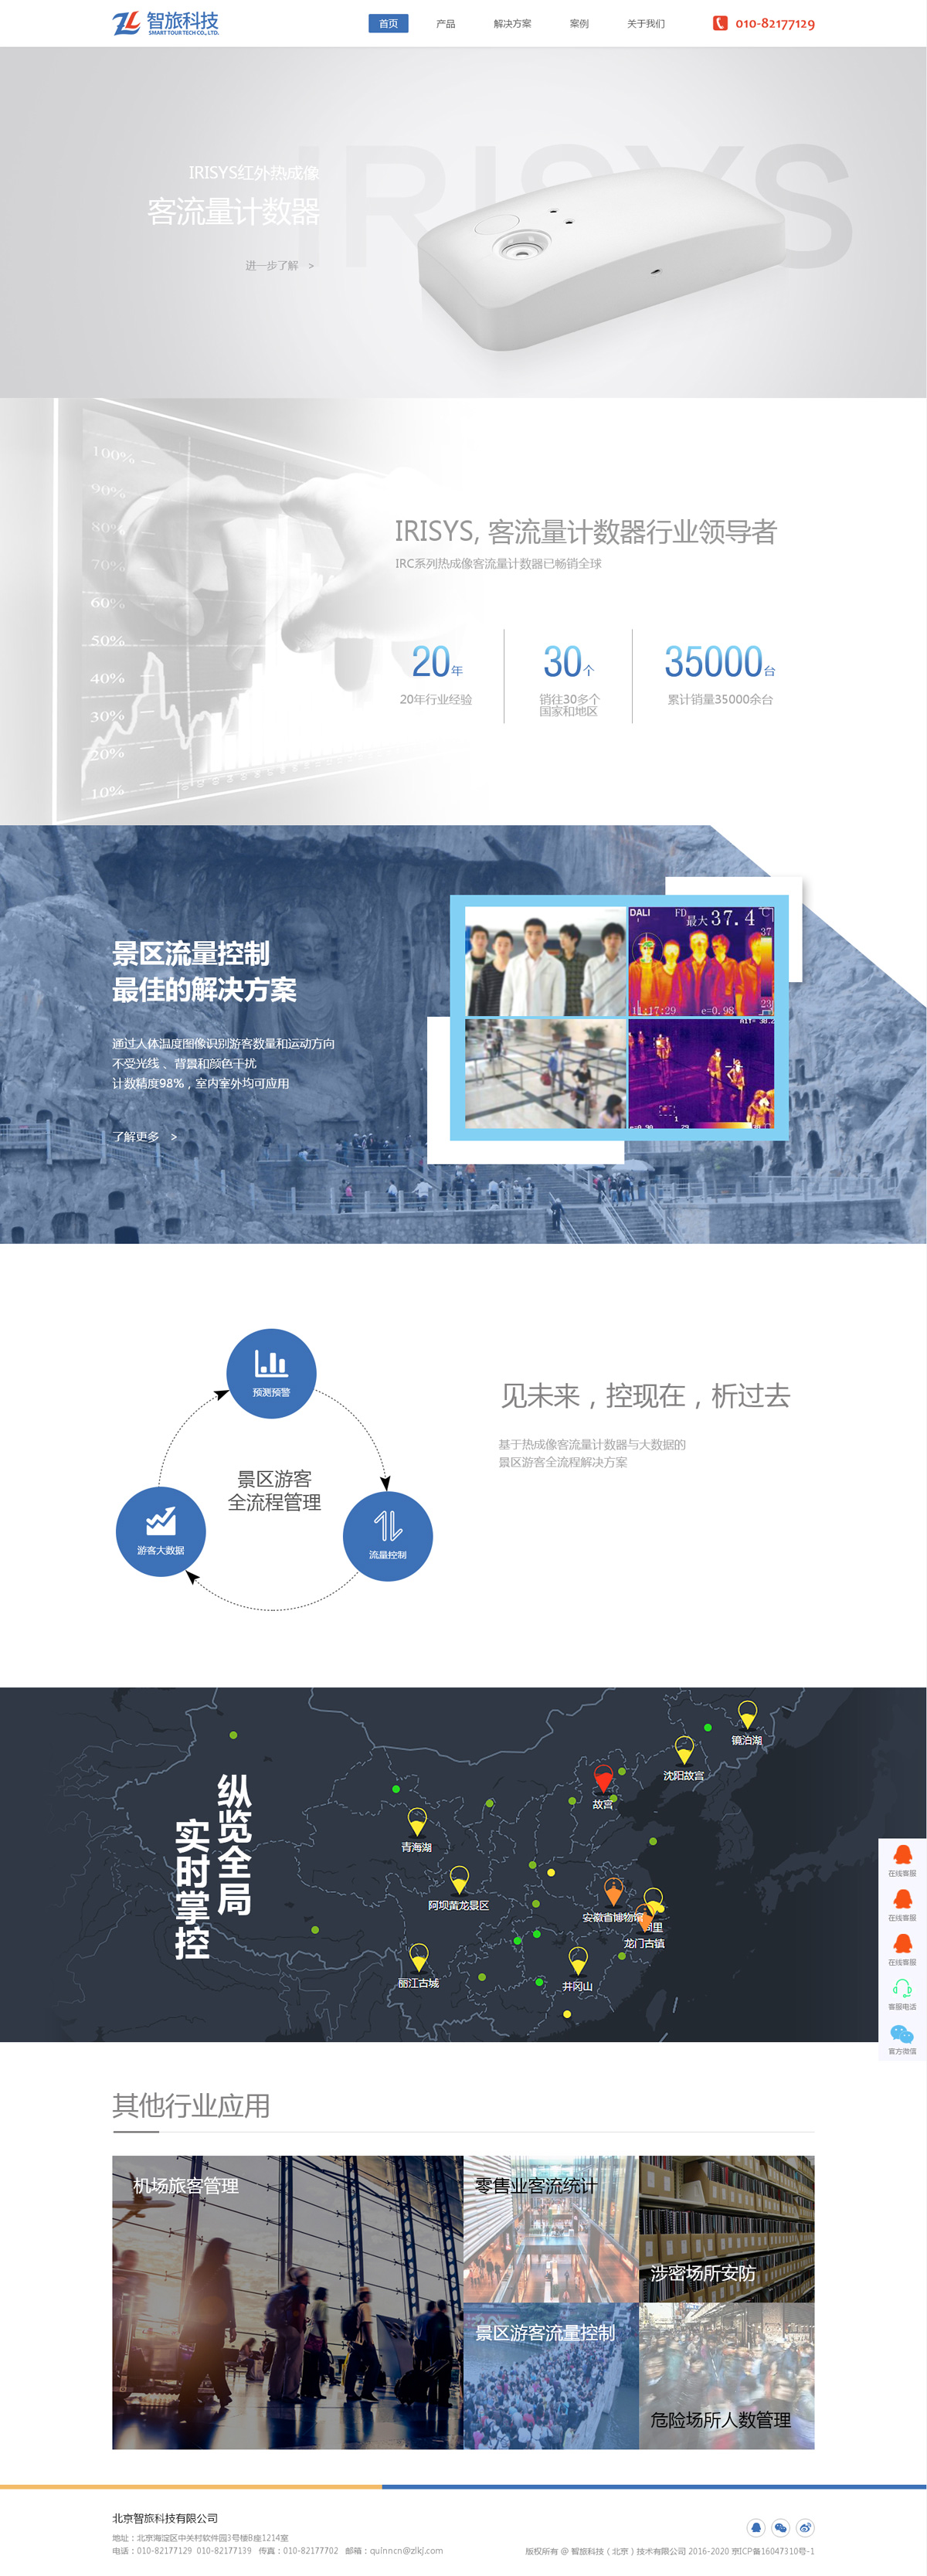 智旅科技
SMART TOUR TECH CO., LTD.
首页
产品
解决方案
案例
关于我们
010-82177129
IRISYS
IRISYS红外热成像
客流量计数器
进一步了解 >
100%
90%
80%
70%
60%
50%
40%
30%
20%
10%
IRISYS, 客流量计数器行业领导者
IRC系列热成像客流量计数器已畅销全球
20年
20年行业经验
30个
销往30多个
国家和地区
35000台
累计销量35000余台
景区流量控制
最佳的解决方案
通过人体温度图像识别游客数量和运动方向
不受光线、背景和颜色干扰
计数精度98%，室内室外均可应用
了解更多 >
DALI
FD
最大37.4
℃
37
11:17:29
e=0.98
23
预测预警
景区游客
全流程管理
游客大数据
流量控制
见未来，控现在，析过去
基于热成像客流量计数器与大数据的
景区游客全流程解决方案
纵览全局
实时掌控
镜泊湖
沈阳故宫
故宫
青海湖
阿坝黄龙景区
安徽省博物馆
龙门古镇
丽江古城
井冈山
在线客服
在线客服
在线客服
客服电话
官方微信
其他行业应用
机场旅客管理
零售业客流统计
涉密场所安防
景区游客流量控制
危险场所人数管理
北京智旅科技有限公司
地址：北京海淀区中关村软件园3号楼B座1214室
电话：010-82177129 010-82177139 传真：010-82177702 邮箱：qulnncn@zlkj.com
版权所有 @ 智旅科技（北京）技术有限公司 2016-2020 京ICP备16047310号-1